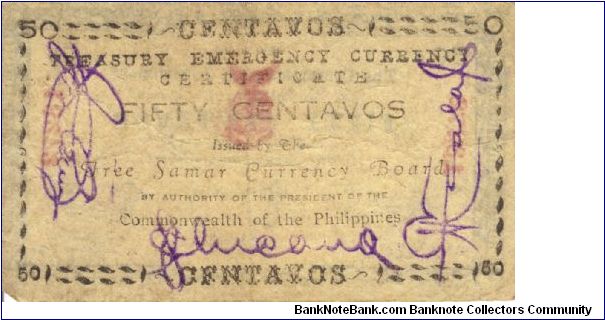 50 CENTAVOS 50
TREASURY EMERGENCY CURRENCY
CERTIFICATE
FIFTY CENTAVOS
Issued by The
Free Samar Currency Board
BY AUTHORITY OF THE PRESIDENT OF THE
Commonwealth of the Philippines
50 CENTAVOS 50
BankNoteBank.com Banknote Collectors Community